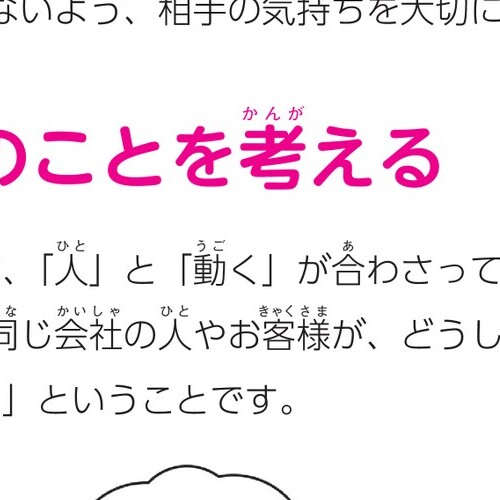 ないよう、相手の気持ちを大切に
のことを考える
、「人」と「動く」が合わさって
同じ会社の人やお客様が、どうし
」ということです。